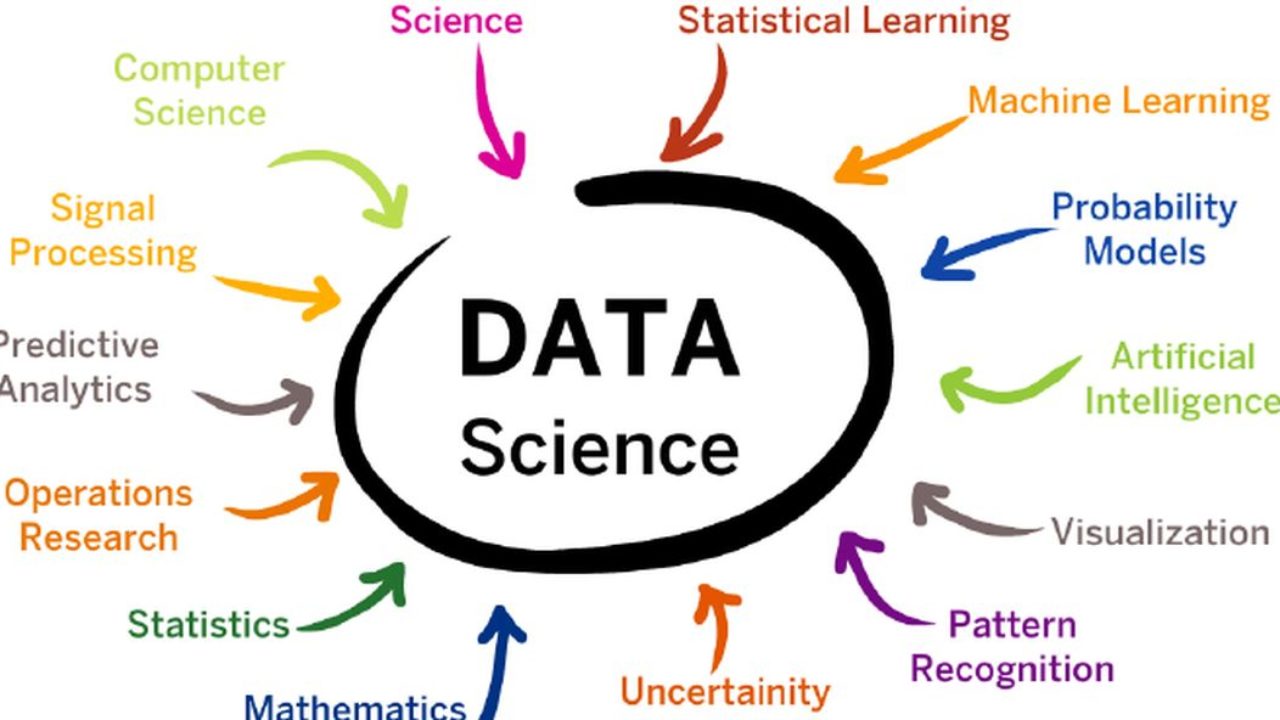 Science
Statistical Learning
Computer
Science
Machine Learning
Signal
Processing
Probability
Models
Predictive
Analytics
DATA
Science
Artificial
Intelligence
Operations
Research
Visualization
Statistics
Pattern
Recognition
Mathematics
Uncertainity